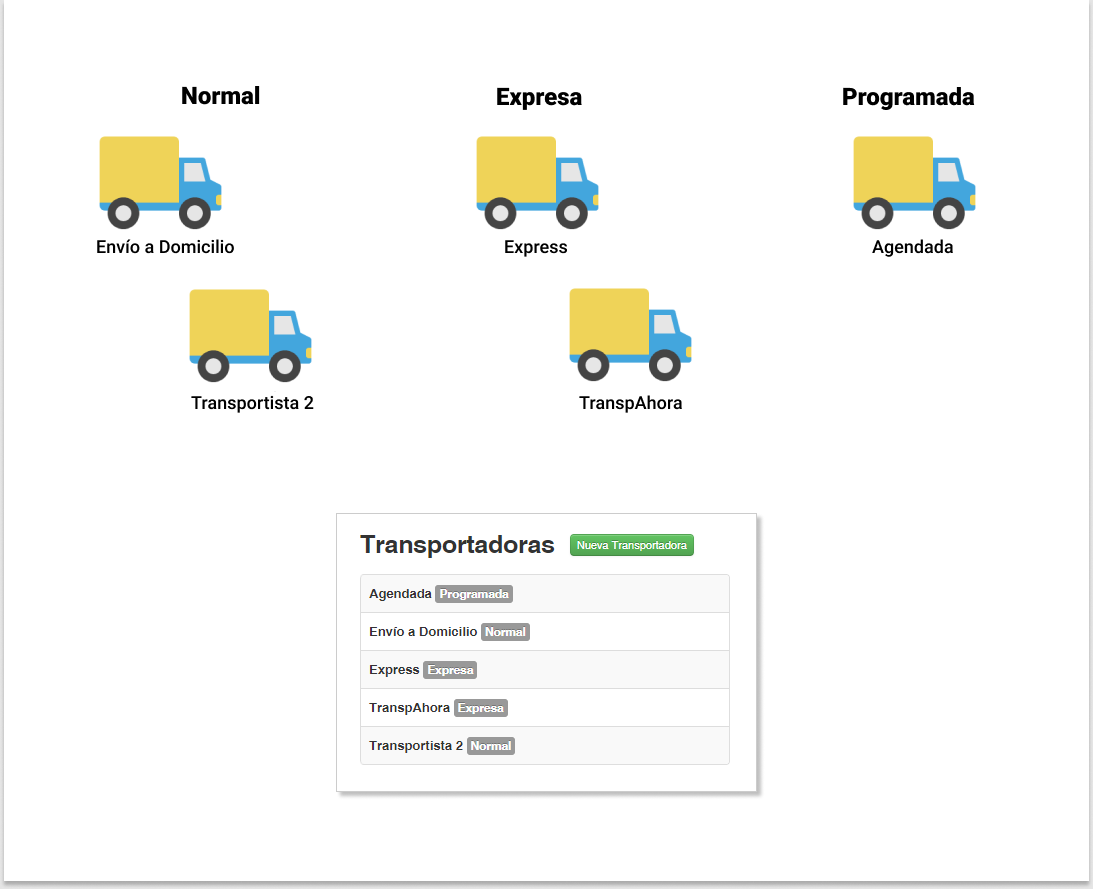 Normal
Expresa
Programada
Envío a Domicilio
Express
Agendada
Transportista 2
TranspAhora
Transportadoras
Nueva Transportadora
Agendada Programada
Envío a Domicilio Normal
Express Expresa
TranspAhora Expresa
Transportista 2 Normal